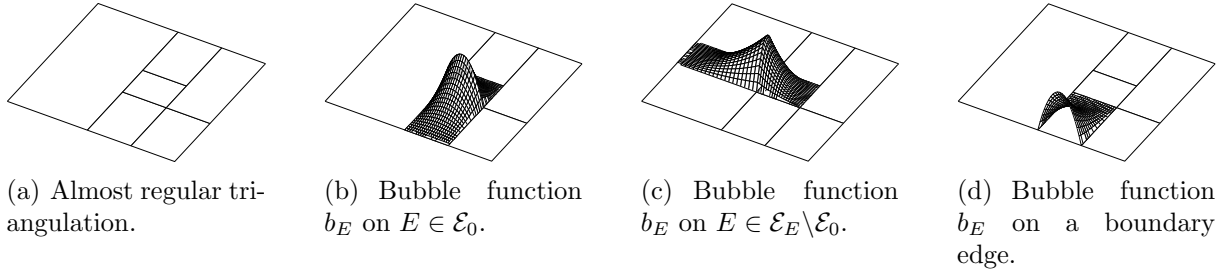 (a) Almost regular tri-
angulation.
(b) Bubble function
b_E on E ∈ ℰ_0.
(c) Bubble function
b_E on E ∈ ℰ_E\ℰ_0.
(d) Bubble function
b_E on a boundary
edge.